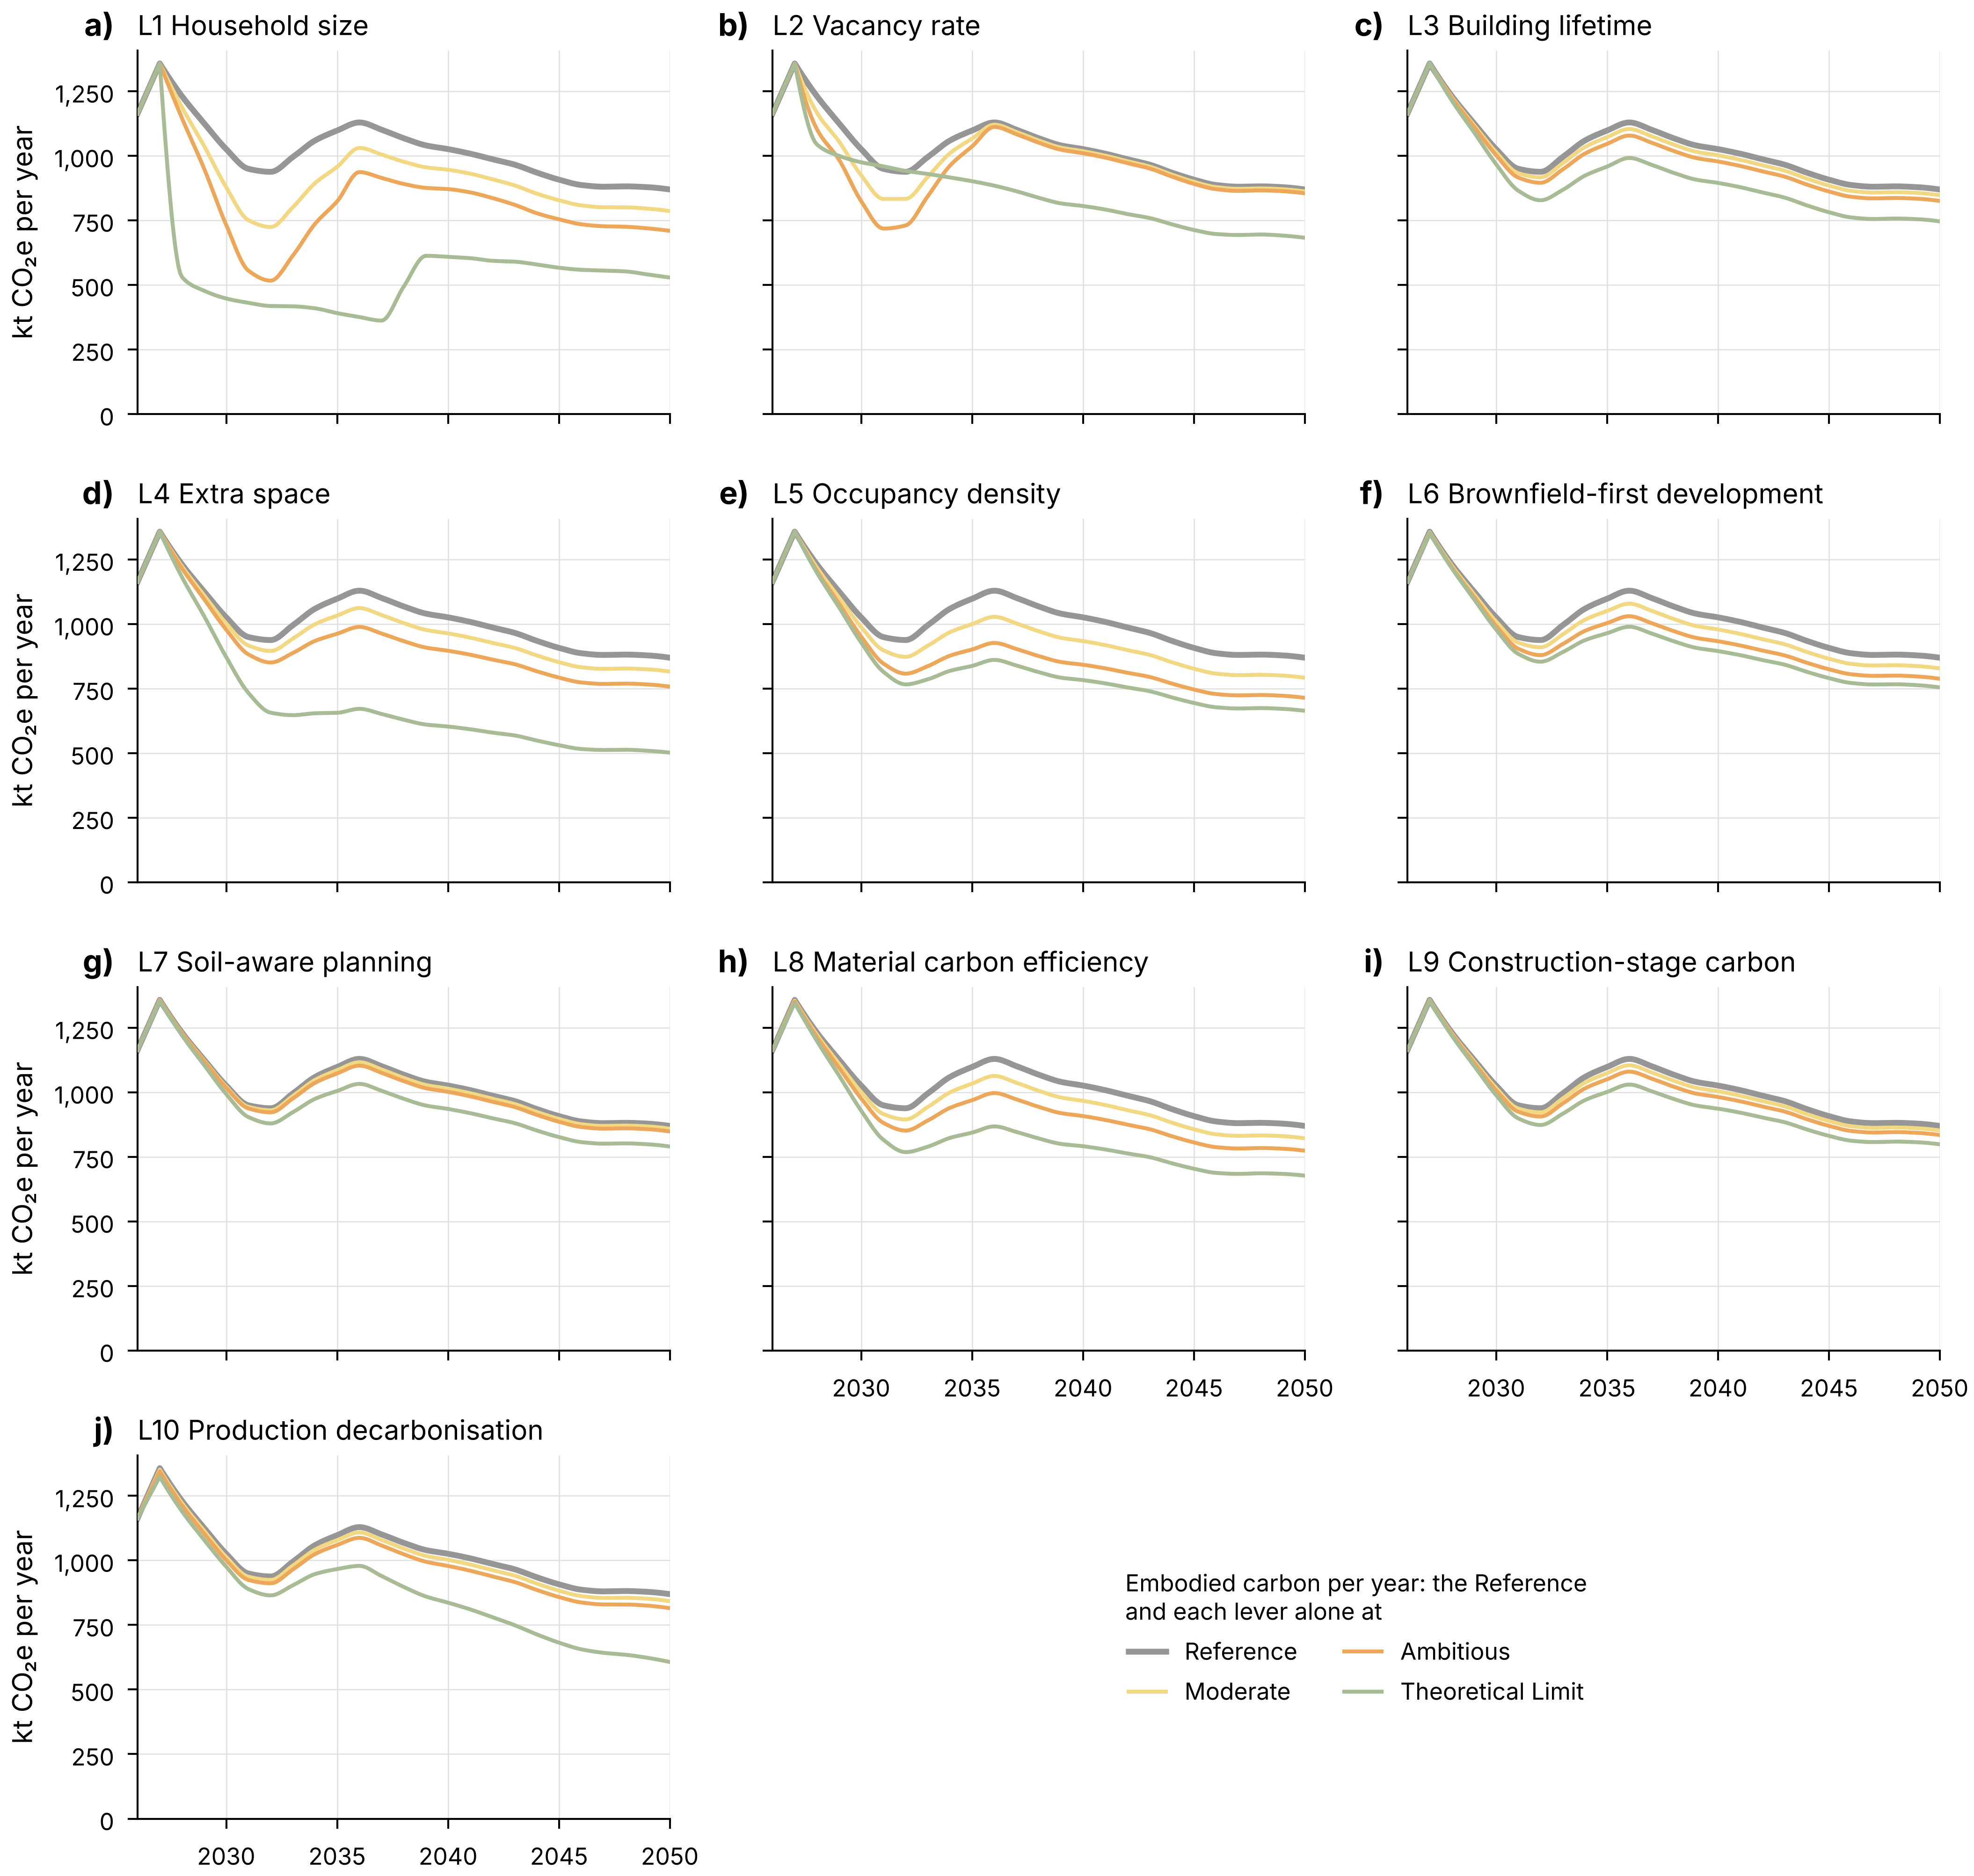 a) L1 Household size
b) L2 Vacancy rate
c) L3 Building lifetime
kt CO₂e per year
1,250
1,000
750
500
250
0
d) L4 Extra space
e) L5 Occupancy density
f) L6 Brownfield-first development
kt CO₂e per year
1,250
1,000
750
500
250
0
g) L7 Soil-aware planning
h) L8 Material carbon efficiency
i) L9 Construction-stage carbon
kt CO₂e per year
1,250
1,000
750
500
250
0
2030 2035 2040 2045 2050
2030 2035 2040 2045 2050
j) L10 Production decarbonisation
kt CO₂e per year
1,250
1,000
750
500
250
0
2030 2035 2040 2045 2050
Embodied carbon per year: the Reference
and each lever alone at
Reference
Ambitious
Moderate
Theoretical Limit